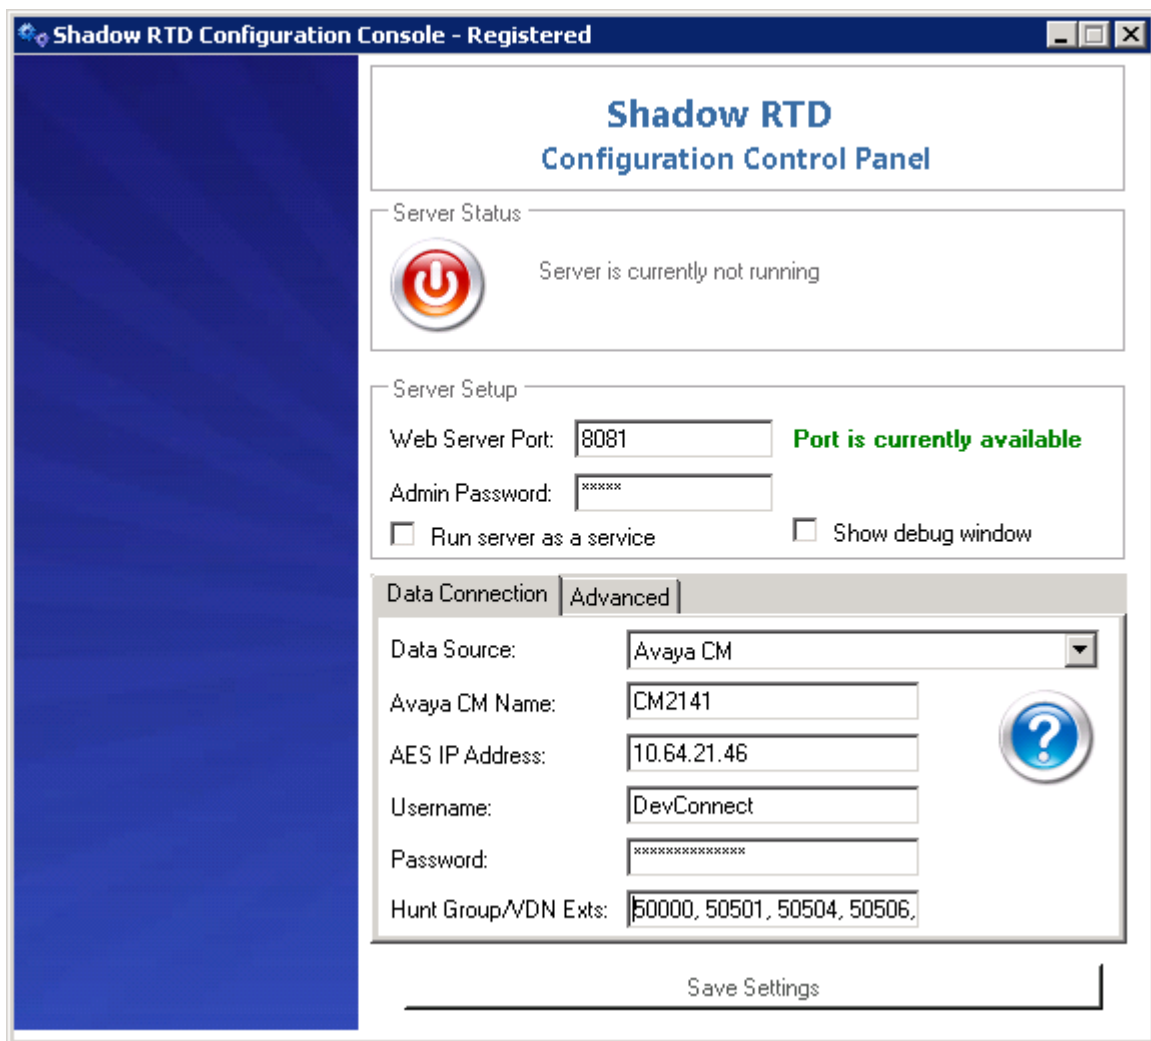 Shadow RTD Configuration Console - Registered
Shadow RTD
Configuration Control Panel
Server Status
Server is currently not running
Server Setup
Web Server Port: 8081 Port is currently available
Admin Password: *****
Run server as a service Show debug window
Data Connection Advanced
Data Source: Avaya CM
Avaya CM Name: CM2141
AES IP Address: 10.64.21.46
Username: DevConnect
Password: **************
Hunt Group/VDN Exts: 50000, 50501, 50504, 50506,
Save Settings